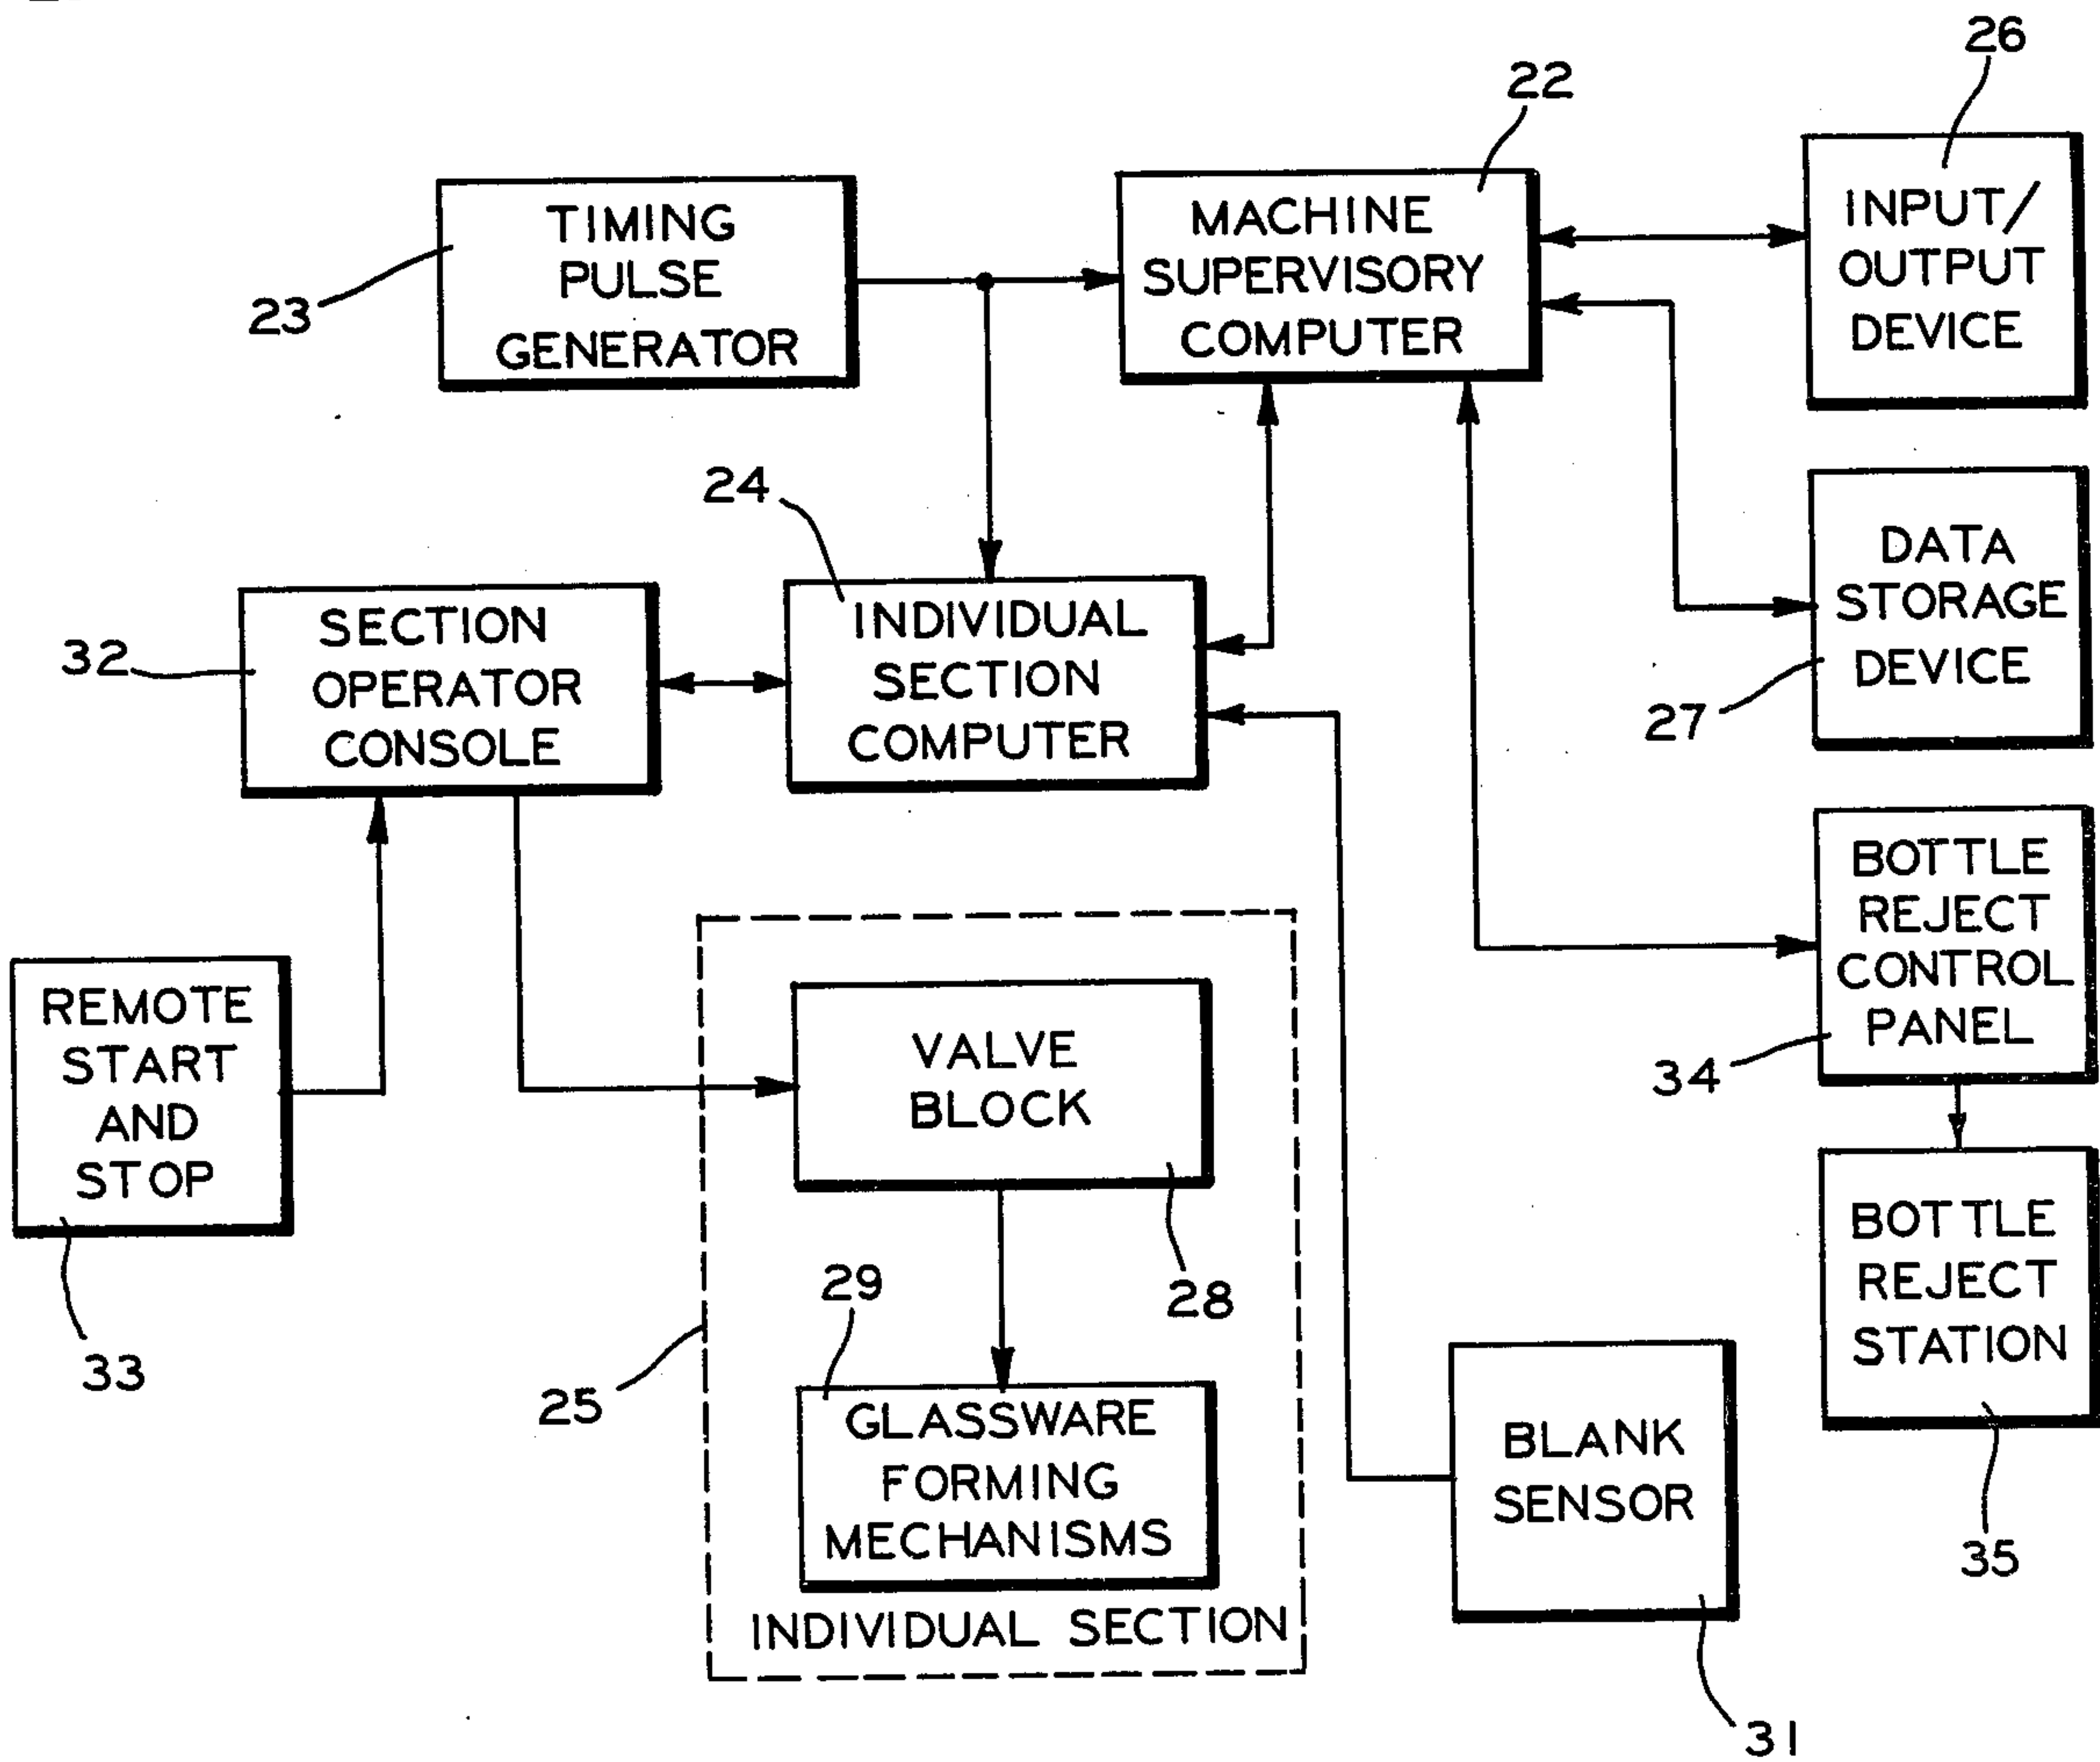 26
22
TIMING
PULSE
GENERATOR
23
MACHINE
SUPERVISORY
COMPUTER
INPUT/
OUTPUT
DEVICE
24
SECTION
OPERATOR
CONSOLE
32
INDIVIDUAL
SECTION
COMPUTER
DATA
STORAGE
DEVICE
27
BOTTLE
REJECT
CONTROL
PANEL
34
REMOTE
START
AND
STOP
33
VALVE
BLOCK
28
29
25
GLASSWARE
FORMING
MECHANISMS
INDIVIDUAL SECTION
BLANK
SENSOR
31
BOTTLE
REJECT
STATION
35